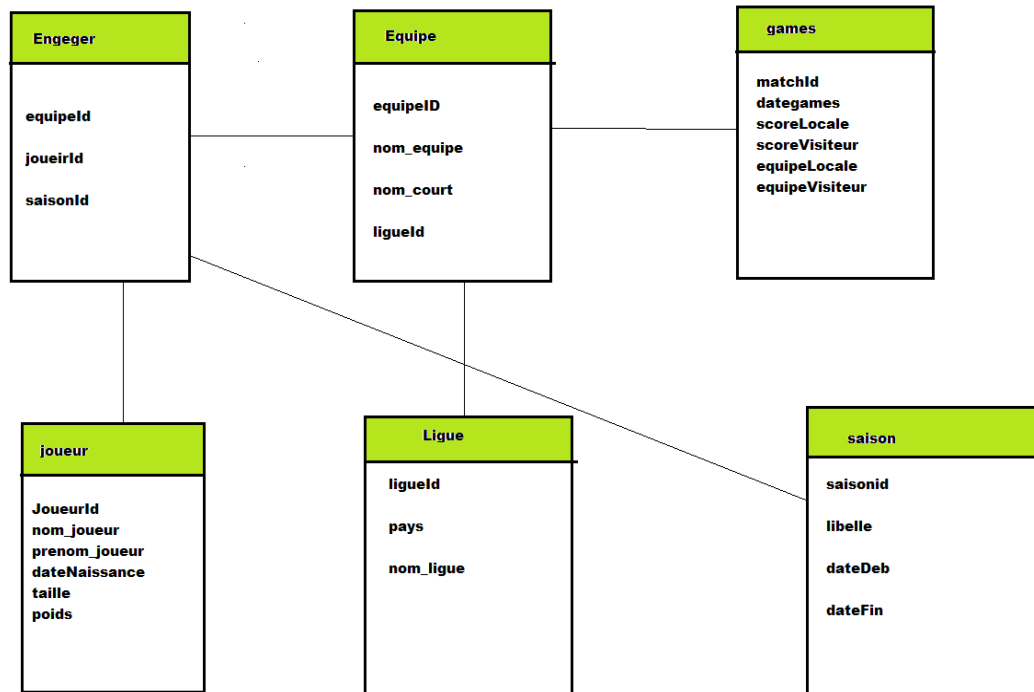 Engeger
equipeId
joueirId
saisonId
Equipe
equipeID
nom_equipe
nom_court
ligueId
games
matchId
dategames
scoreLocale
scoreVisiteur
equipeLocale
equipeVisiteur
joueur
JoueurId
nom_joueur
prenom_joueur
dateNaissance
taille
poids
Ligue
ligueId
pays
nom_ligue
saison
saisonid
libelle
dateDeb
dateFin